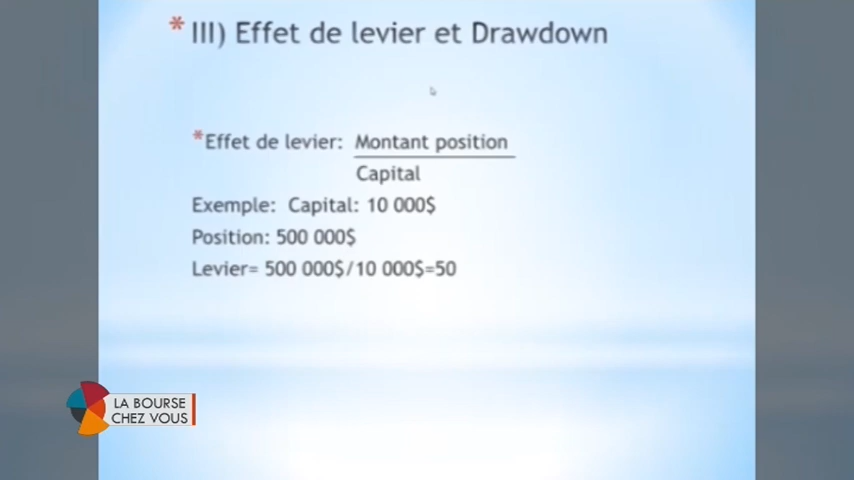 * III) Effet de levier et Drawdown
* Effet de levier: Montant position
Capital
Exemple: Capital: 10 000$
Position: 500 000$
Levier= 500 000$/10 000$=50
LA BOURSE
CHEZ VOUS